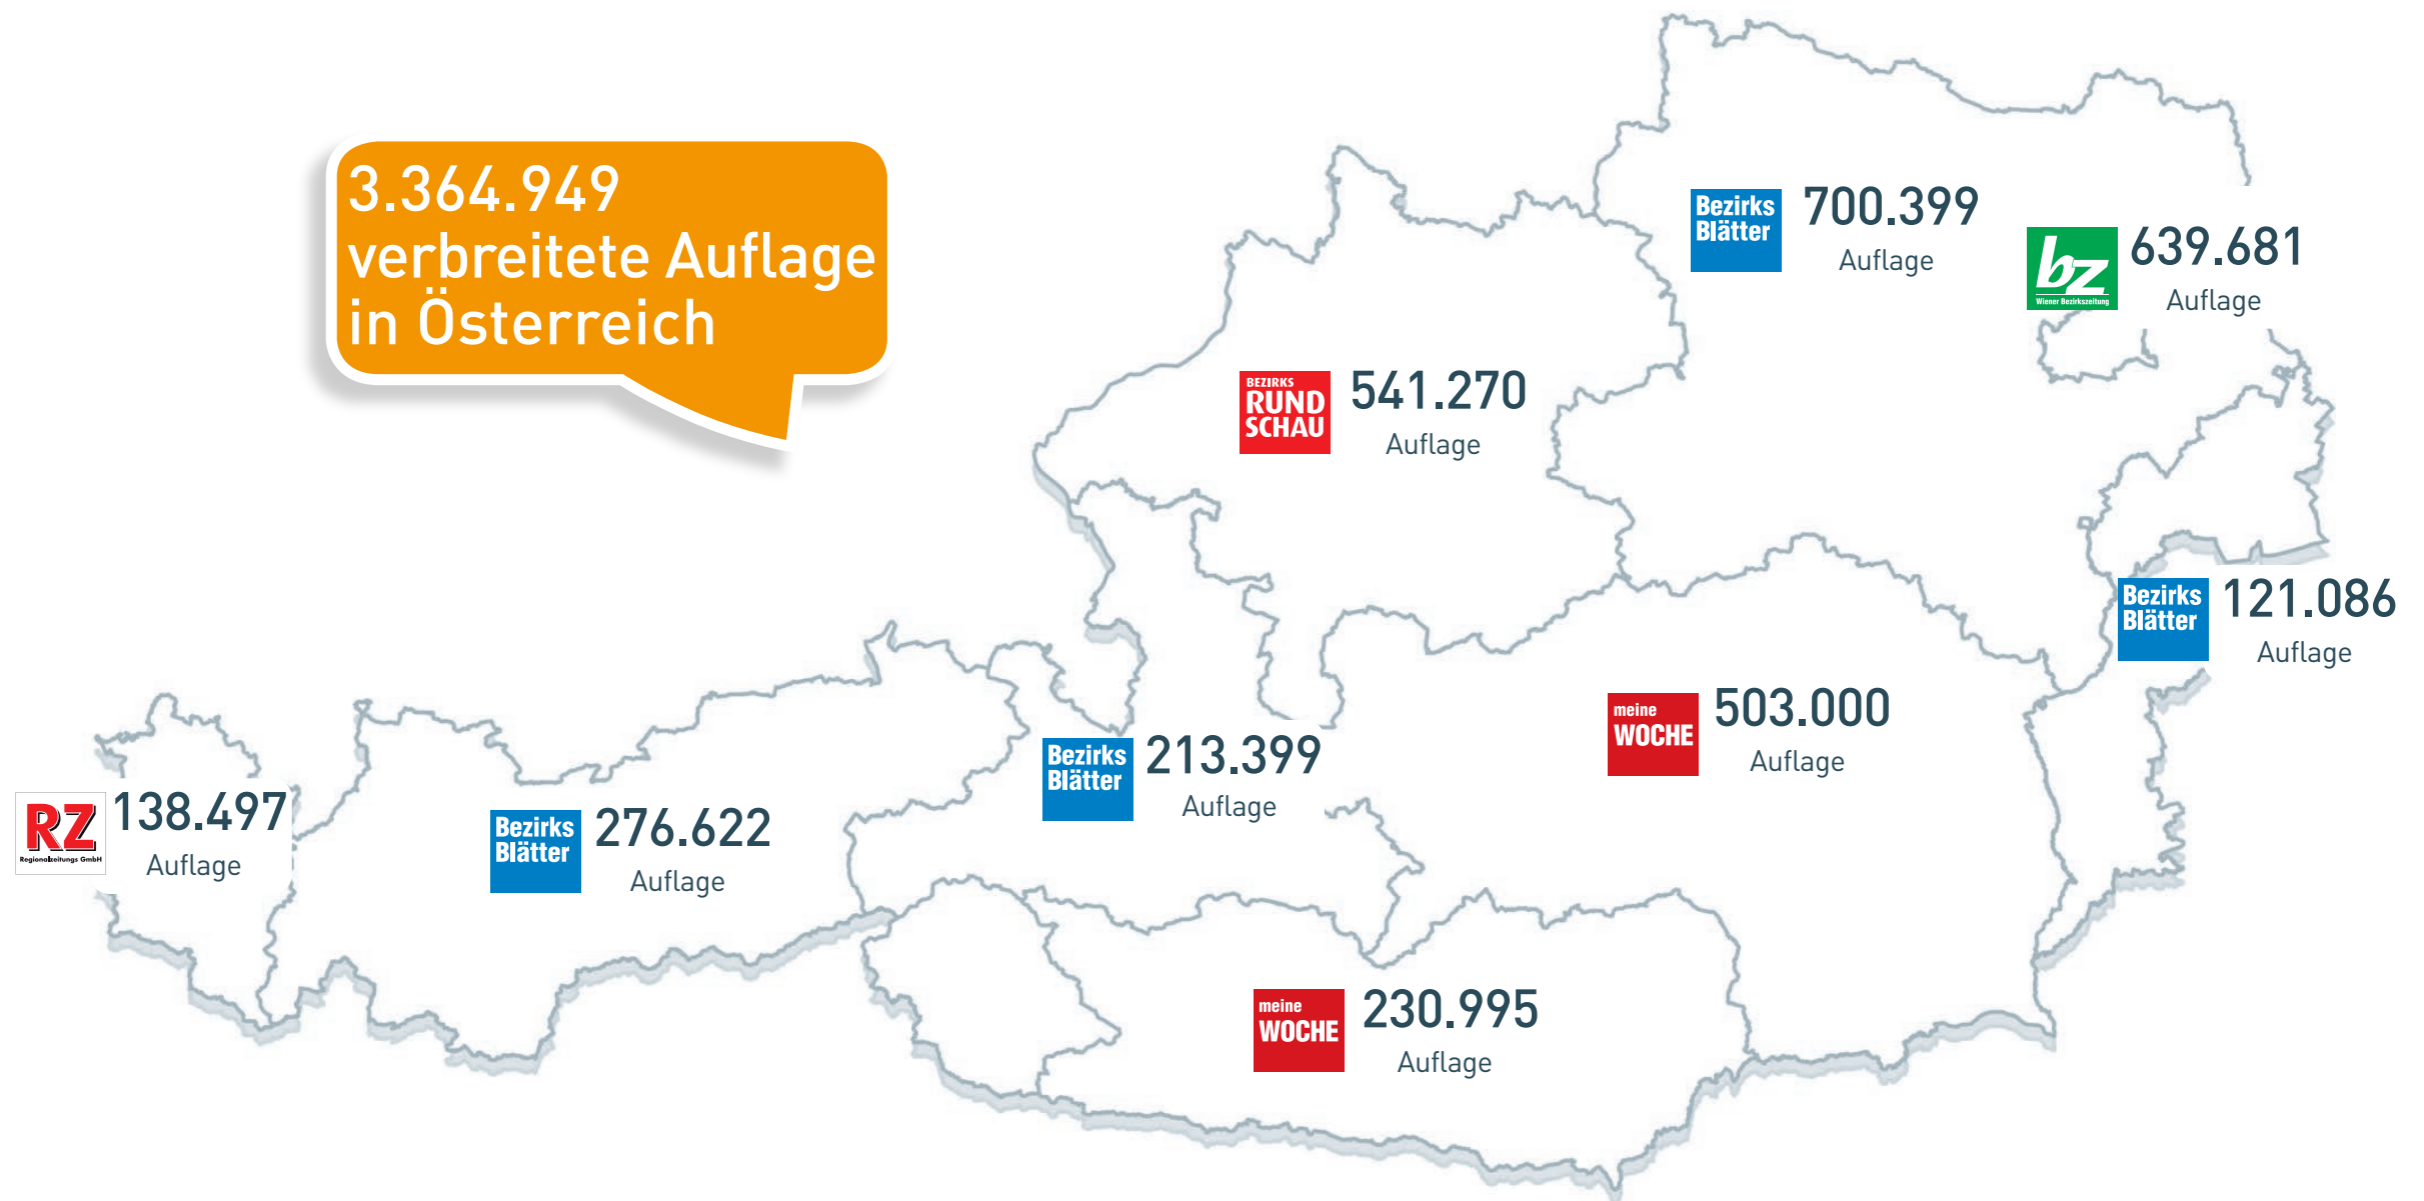 3.364.949
verbreitete Auflage
in Österreich
Bezirks
Blätter
700.399
Auflage
bz
Wiener Bezirkszeitung
639.681
Auflage
BEZIRKS
RUND
SCHAU
541.270
Auflage
Bezirks
Blätter
121.086
Auflage
meine
WOCHE
503.000
Auflage
Bezirks
Blätter
213.399
Auflage
RZ
Regionalzeitungs GmbH
138.497
Auflage
Bezirks
Blätter
276.622
Auflage
meine
WOCHE
230.995
Auflage